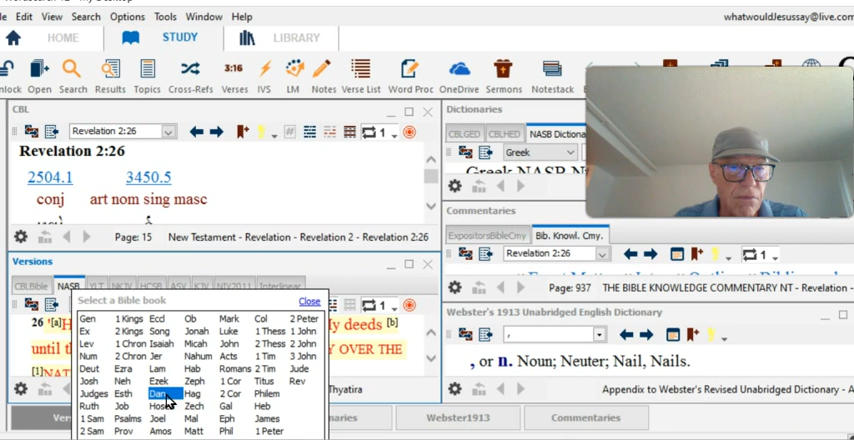 File Edit View Search Options Tools Window Help
whatwouldJesussay@live.com
HOME
STUDY
LIBRARY
Open Search Results Topics Cross-Refs Verses IVS LM Notes Verse List Word Proc OneDrive Sermons Notestack
3:16
CBL
Revelation 2:26
# 1
Revelation 2:26
2504.1 3450.5
conj art nom sing masc
Page: 15 New Testament - Revelation - Revelation 2 - Revelation 2:26
Versions
CBLBible NASB YLT NKJV HCSB ASV KJV NIV2011 Interlinear
1
26
[a]
My deeds [b]
until
OVER THE
[1]
Thyatira
Select a Bible book Close
Gen 1 Kings Eccl Ob Mark Col 2 Peter
Ex 2 Kings Song Jonah Luke 1 Thess 1 John
Lev 1 Chron Isaiah Micah John 2 Thess 2 John
Num 2 Chron Jer Nahum Acts 1 Tim 3 John
Deut Ezra Lam Hab Romans 2 Tim Jude
Josh Neh Ezek Zeph 1 Cor Titus Rev
Judges Esth Dan Hag 2 Cor Philem
Ruth Job Hosea Zech Gal Heb
1 Sam Psalms Joel Mal Eph James
2 Sam Prov Amos Matt Phil 1 Peter
Dictionaries
CBLGED CBLHED NASB Dictiona
Greek
Commentaries
ExpositorsBibleCmy Bib. Knowl. Cmy.
Revelation 2:26
1
Page: 937 THE BIBLE KNOWLEDGE COMMENTARY NT - Revelation -
Webster's 1913 Unabridged English Dictionary
,
, or n. Noun; Neuter; Nail, Nails.
Appendix to Webster's Revised Unabridged Dictionary - A
Webster1913
Commentaries